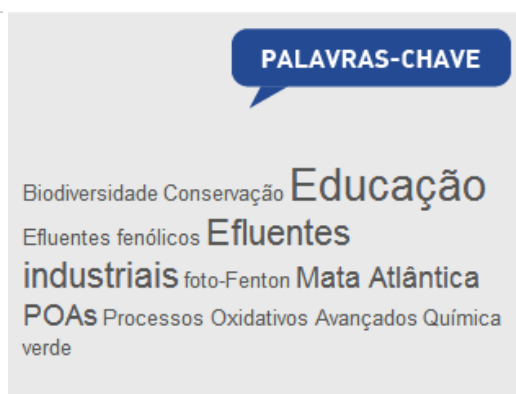 PALAVRAS-CHAVE
Biodiversidade Conservação Educação
Efluentes fenólicos Efluentes
industriais foto-Fenton Mata Atlântica
POAs Processos Oxidativos Avançados Química
verde